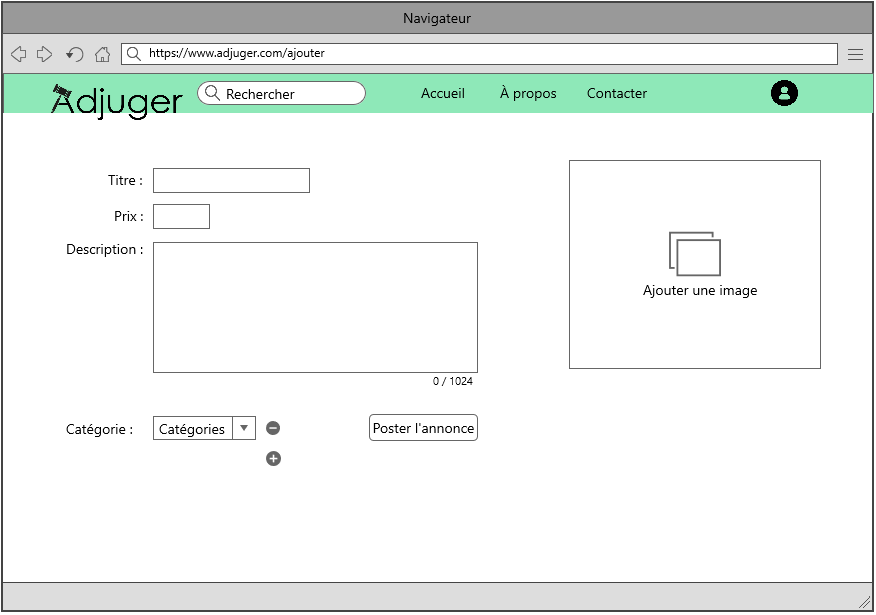 Navigateur
https://www.adjuger.com/ajouter
Adjuger
Rechercher
Accueil
À propos
Contacter
Titre :
Prix :
Description :
0 / 1024
Ajouter une image
Catégorie :
Catégories
Poster l'annonce